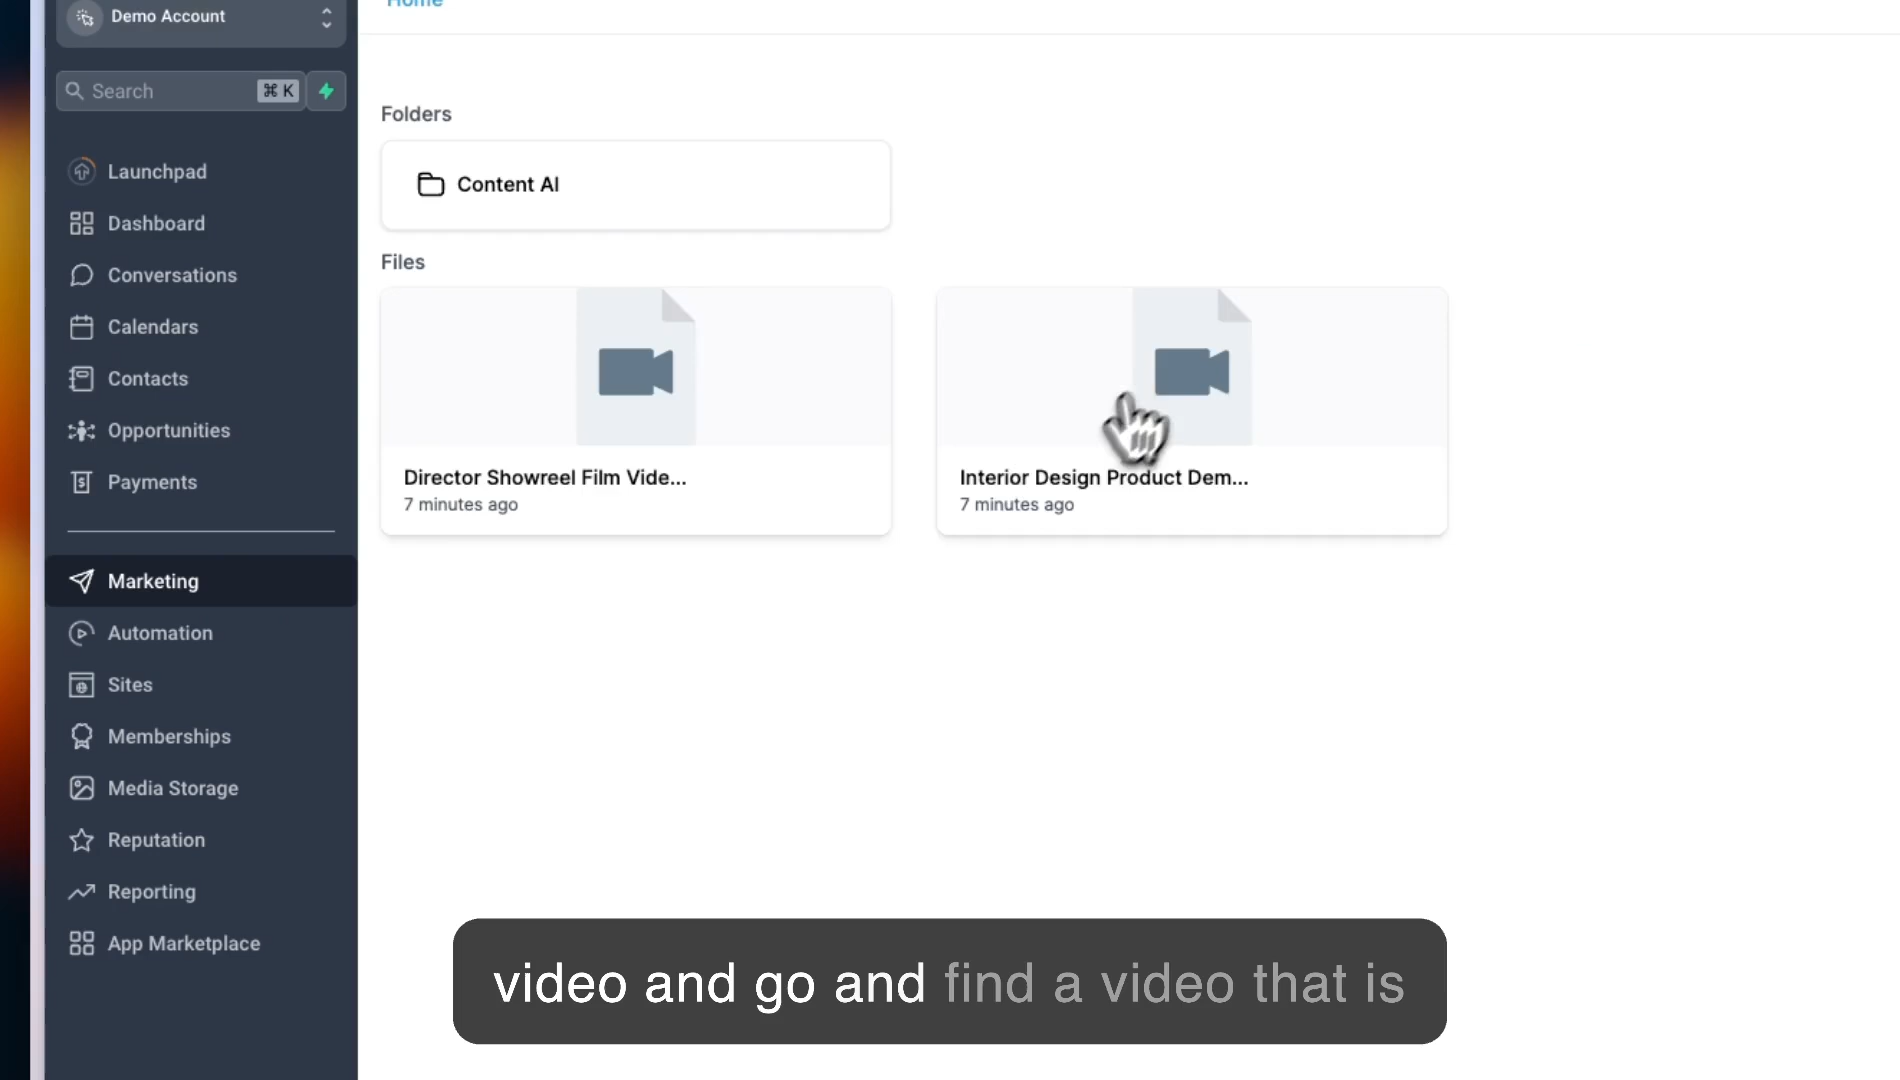 Demo Account
Home
Search ⌘ K
Launchpad
Dashboard
Conversations
Calendars
Contacts
Opportunities
Payments
Marketing
Automation
Sites
Memberships
Media Storage
Reputation
Reporting
App Marketplace
Folders
Content AI
Files
Director Showreel Film Vide...
7 minutes ago
Interior Design Product Dem...
7 minutes ago
video and go and find a video that is